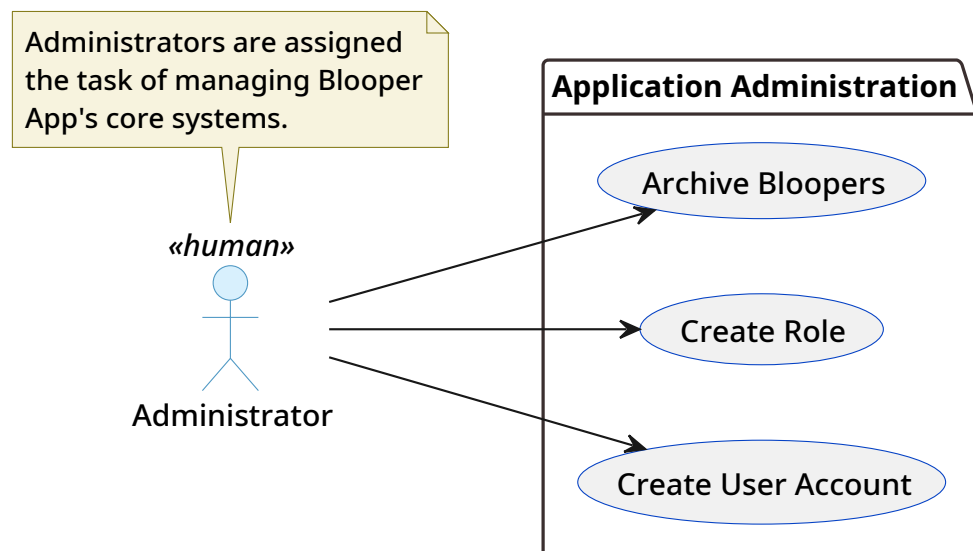 Administrators are assigned
the task of managing Blooper
App's core systems.
Application Administration
Archive Bloopers
«human»
Create Role
Administrator
Create User Account